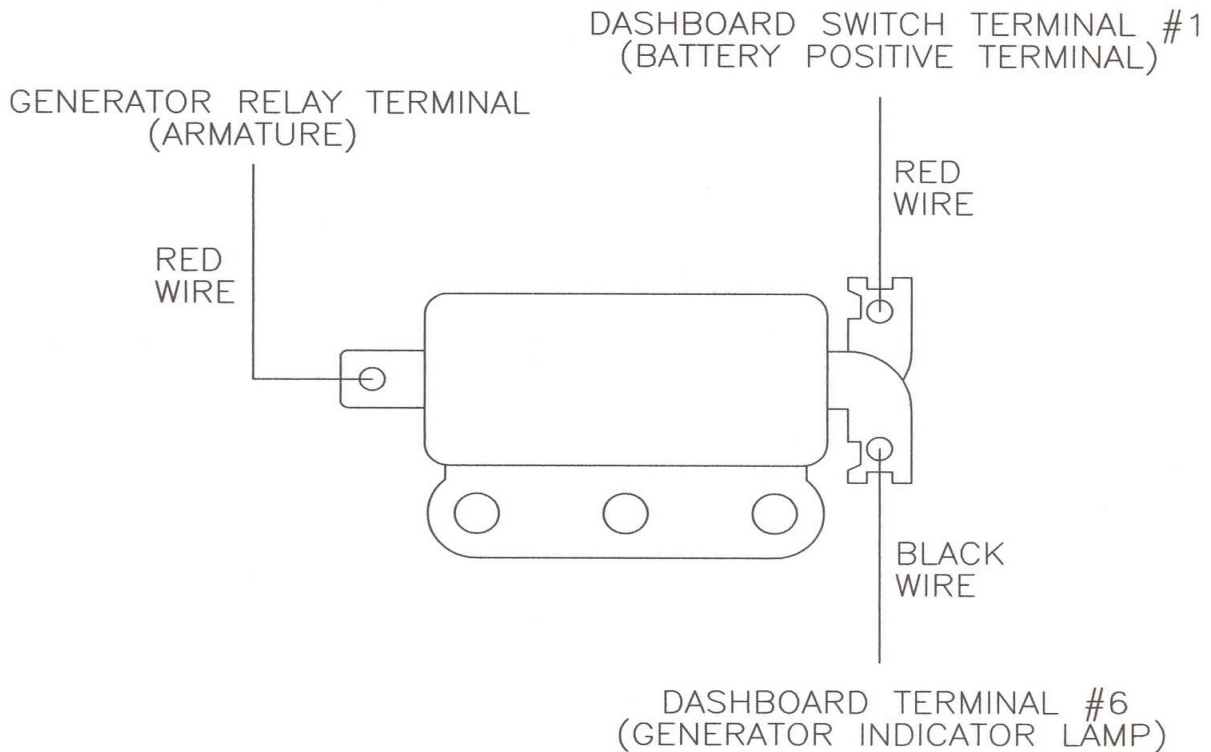 DASHBOARD SWITCH TERMINAL #1
(BATTERY POSITIVE TERMINAL)
GENERATOR RELAY TERMINAL
(ARMATURE)
RED
WIRE
RED
WIRE
BLACK
WIRE
DASHBOARD TERMINAL #6
(GENERATOR INDICATOR LAMP)